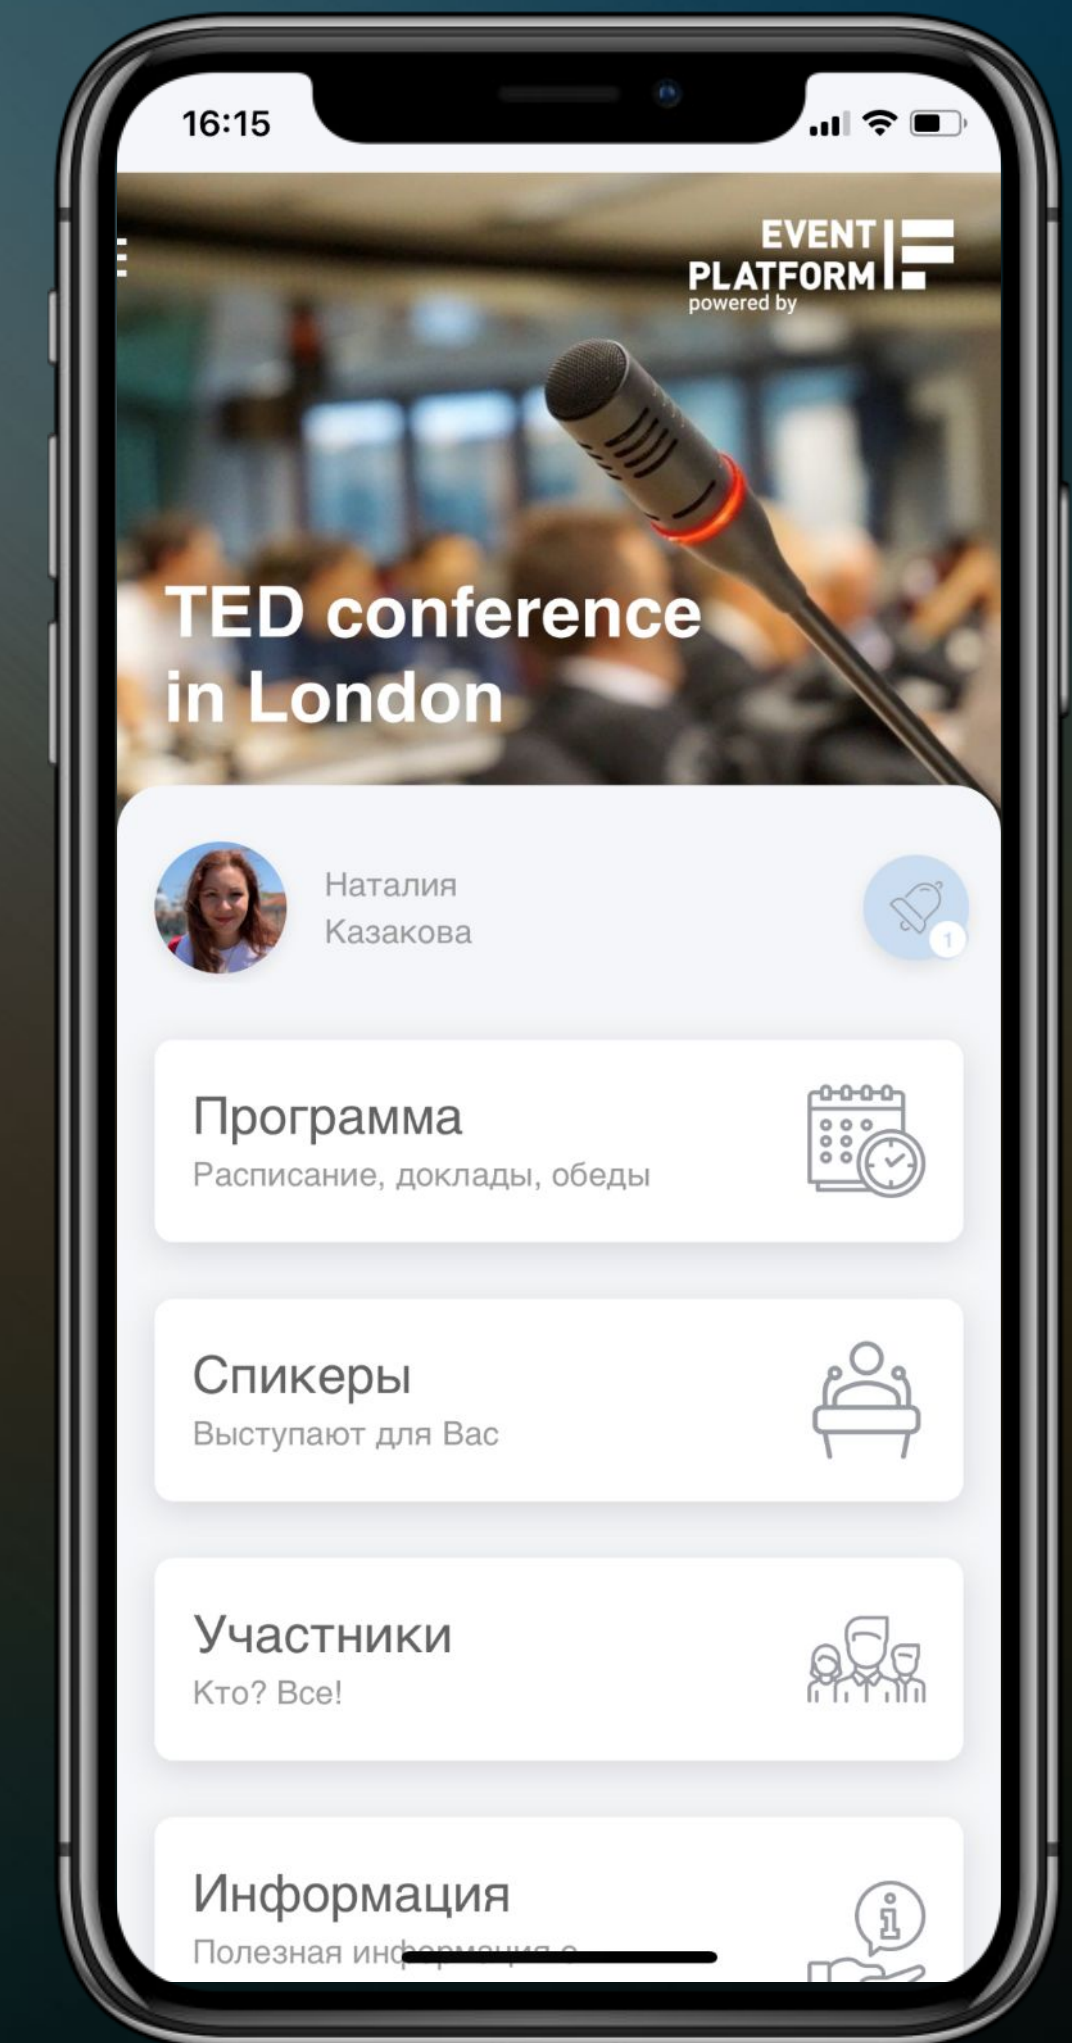 16:15
EVENT
PLATFORM
powered by
TED conference
in London
Наталия
Казакова
1
Программа
Расписание, доклады, обеды
Спикеры
Выступают для Вас
Участники
Кто? Все!
Информация
Полезная информация о